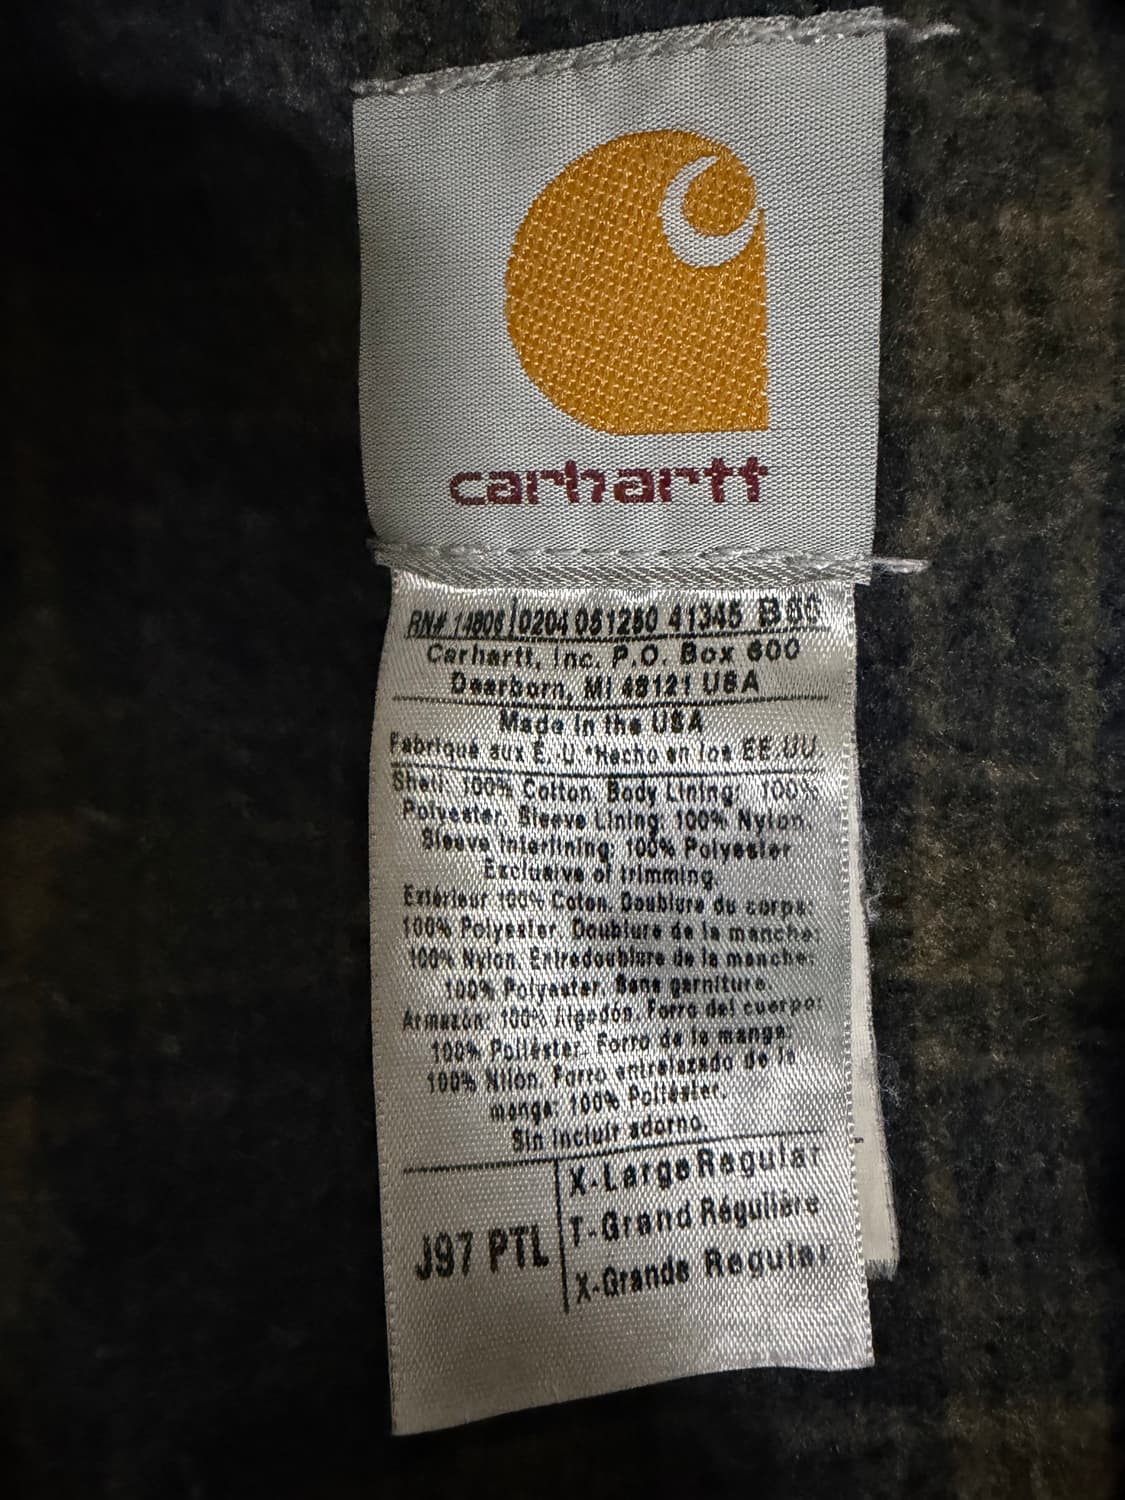 carhartt
RN# 14806 0204 051250 41345
Carhartt, Inc. P.O. Box 600
Dearborn, MI 48121 USA
Made in the USA
Fabriqué aux É. U.*Hecho en los EE.UU.
Shell: 100% Cotton. Body Lining: 100%
Polyester. Sleeve Lining: 100% Nylon.
Sleeve Interlining: 100% Polyester
Exclusive of trimming.
Extérieur 100% Coton. Doublure du corps:
100% Polyester. Doublure de la manche:
100% Nylon. Entredoublure de la manche:
100% Polyester. Sans garniture.
Armazón: 100% Algodón. Forro del cuerpo:
100% Poliéster. Forro de la manga:
100% Nilon. Forro entrelazado de la
manga: 100% Poliéster.
Sin incluir adorno.
X-Large Regular
J97 PTL T-Grand Régulière
X-Grande Regular